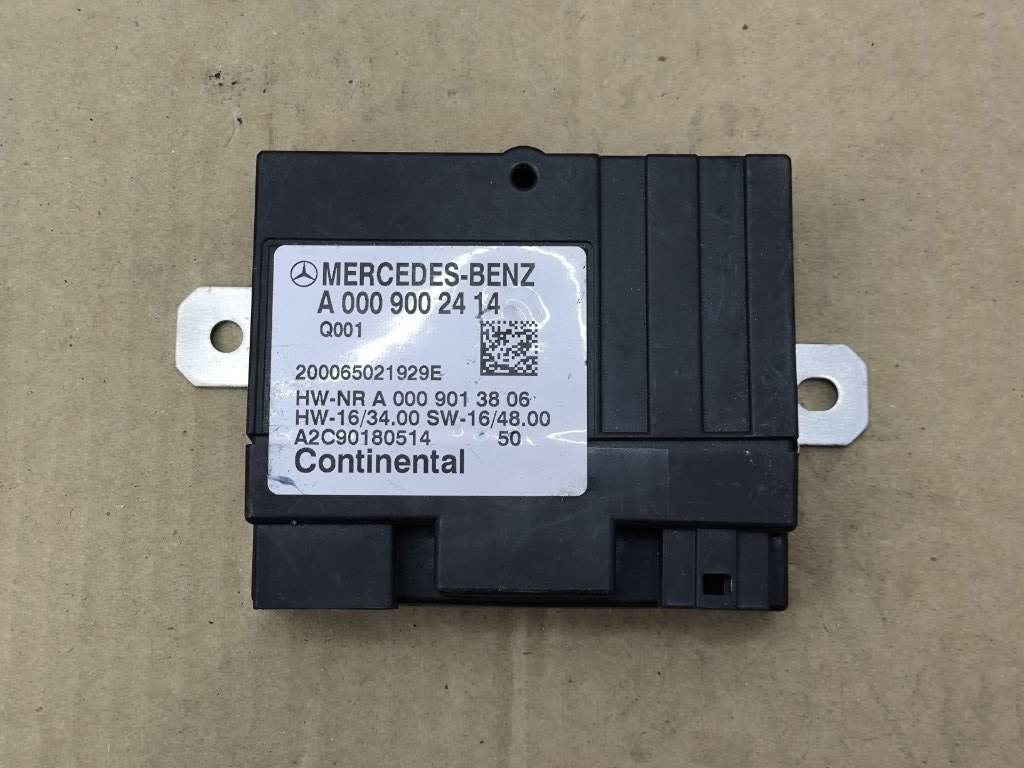 MERCEDES-BENZ
A 000 900 24 14
Q001
200065021929E
HW-NR A 000 901 38 06
HW-16/34.00 SW-16/48.00
A2C90180514 50
Continental